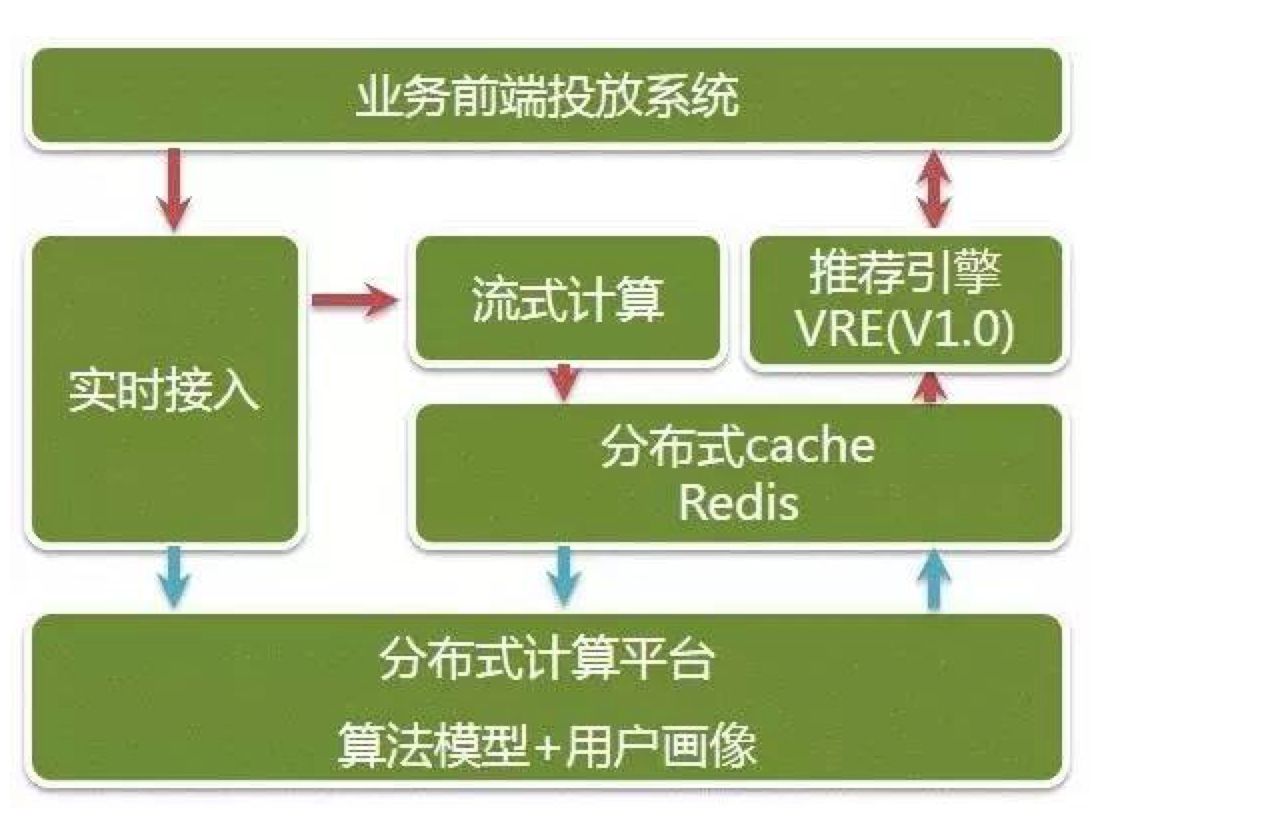 业务前端投放系统
实时接入
流式计算
推荐引擎
VRE(V1.0)
分布式cache
Redis
分布式计算平台
算法模型+用户画像